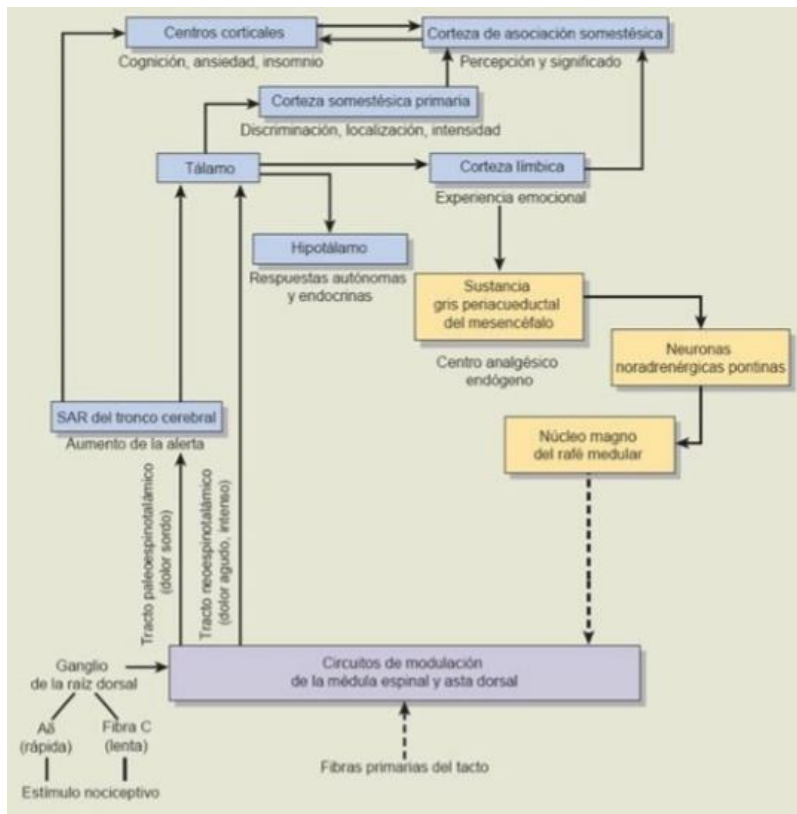 Centros corticales
Corteza de asociación somestésica
Cognición, ansiedad, insomnio
Percepción y significado
Corteza somestésica primaria
Discriminación, localización, intensidad
Tálamo
Corteza límbica
Experiencia emocional
Hipotálamo
Respuestas autónomas
y endocrinas
Sustancia
gris periacueductal
del mesencéfalo
Centro analgésico
endógeno
Neuronas
noradrenérgicas pontinas
SAR del tronco cerebral
Aumento de la alerta
Núcleo magno
del rafé medular
Tracto paleoespinotalámico
(dolor sordo)
Tracto neoespinotalámico
(dolor agudo, intenso)
Ganglio
de la raíz dorsal
Circuitos de modulación
de la médula espinal y asta dorsal
Aδ
(rápida)
Fibra C
(lenta)
Estímulo nociceptivo
Fibras primarias del tacto